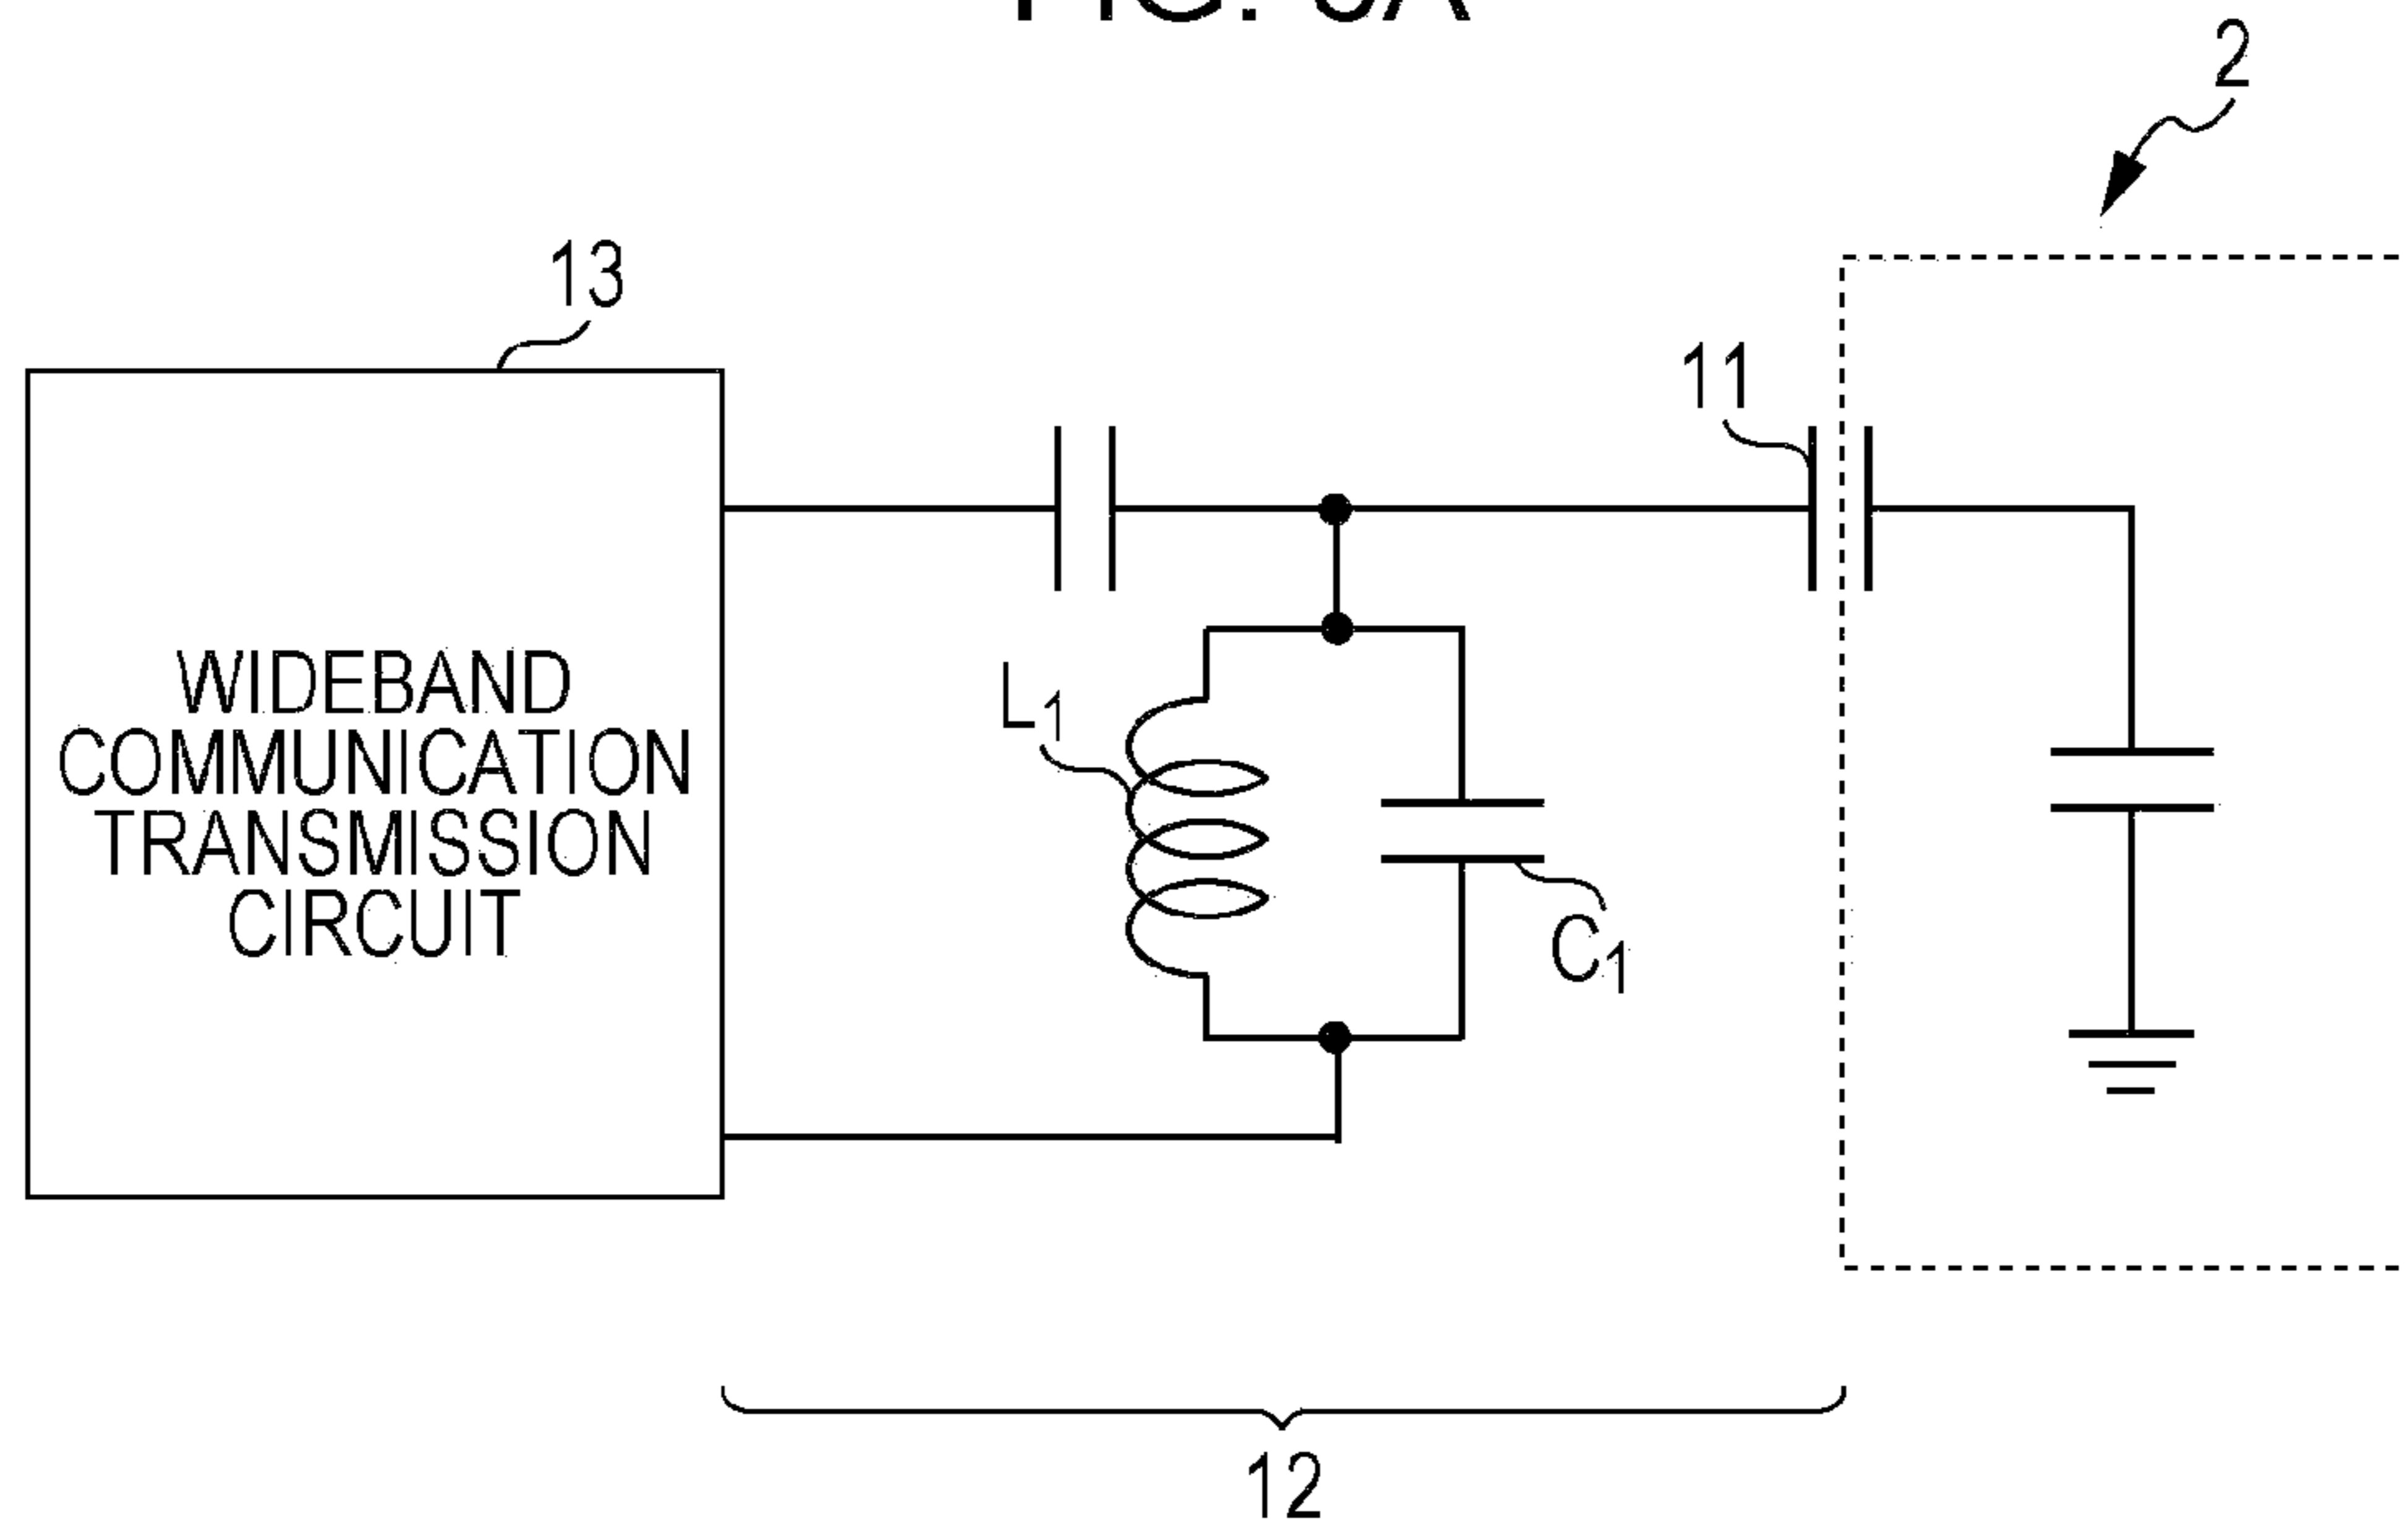 2
13
11
WIDEBAND
COMMUNICATION
TRANSMISSION
CIRCUIT
L1
C1
12